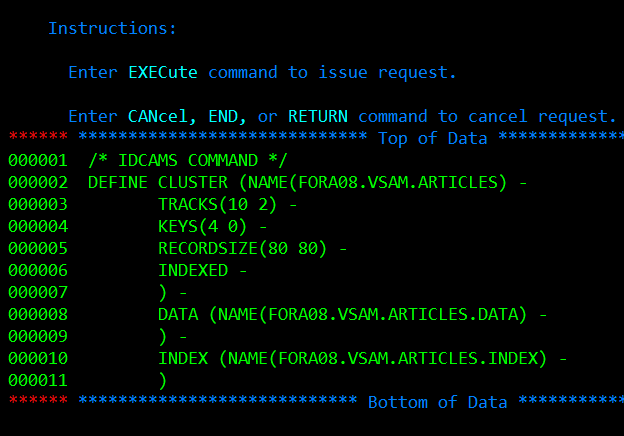 Instructions:
Enter EXECute command to issue request.
Enter CANcel, END, or RETURN command to cancel request.
****** ***************************** Top of Data *************
000001 /* IDCAMS COMMAND */
000002 DEFINE CLUSTER (NAME(FORA08.VSAM.ARTICLES) -
000003 TRACKS(10 2) -
000004 KEYS(4 0) -
000005 RECORDSIZE(80 80) -
000006 INDEXED -
000007 ) -
000008 DATA (NAME(FORA08.VSAM.ARTICLES.DATA) -
000009 ) -
000010 INDEX (NAME(FORA08.VSAM.ARTICLES.INDEX) -
000011 )
****** **************************** Bottom of Data ***********